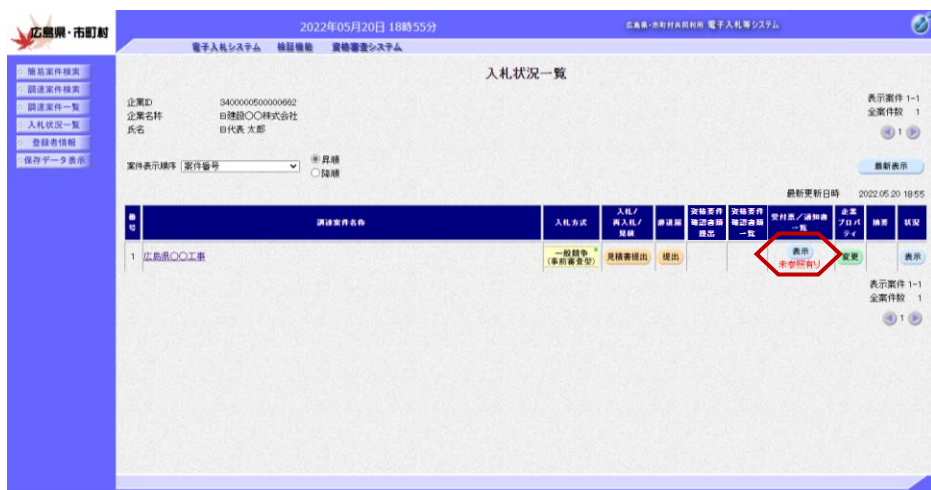 広島県・市町村
2022年05月20日 18時55分
広島県・市町村共同利用 電子入札等システム
電子入札システム 検証機能 資格審査システム
簡易案件検索
調達案件検索
調達案件一覧
入札状況一覧
登録者情報
保存データ表示
入札状況一覧
企業ID 3400000500000662
企業名称 日建設〇〇株式会社
氏名 日代表 太郎
表示案件 1-1
全案件数 1
1
案件表示順序 案件番号
昇順
降順
最新表示
最新更新日時 2022.05.20 18:55
番号 調達案件名称 入札方式 入札/再入札/見積 辞退届 資格要件確認書類提出 資格要件確認書類一覧 受付票/通知書一覧 企業プロパティ 摘要 状況
1 広島県〇〇工事 一般競争(事前審査型) 見積書提出 提出 表示 未参照有り 変更 表示
表示案件 1-1
全案件数 1
1